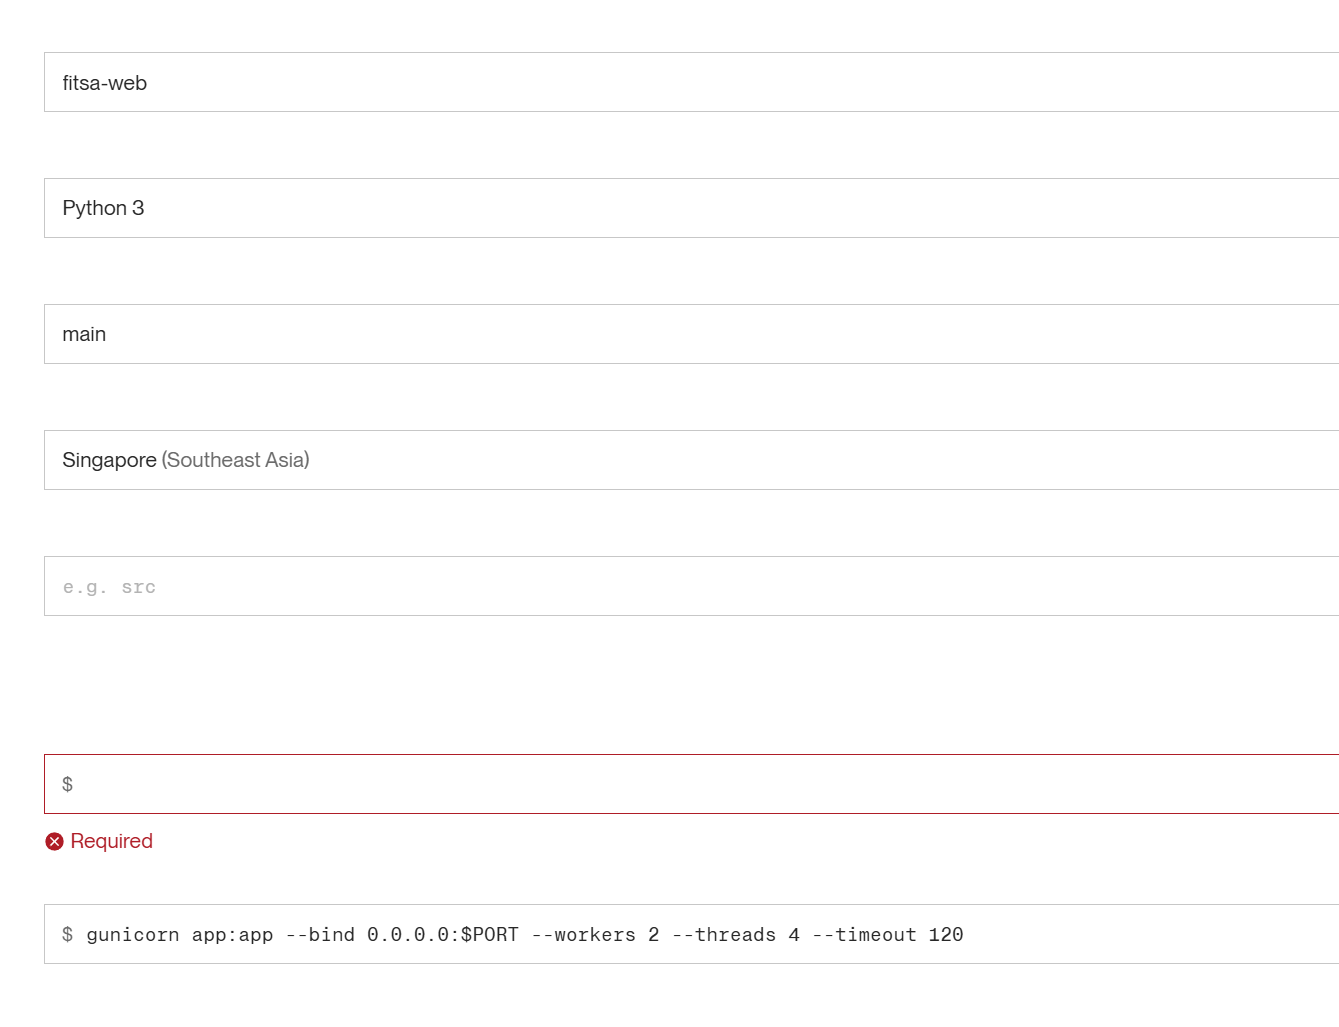 fitsa-web
Python 3
main
Singapore (Southeast Asia)
e.g. src
$
Required
$ gunicorn app:app --bind 0.0.0.0:$PORT --workers 2 --threads 4 --timeout 120